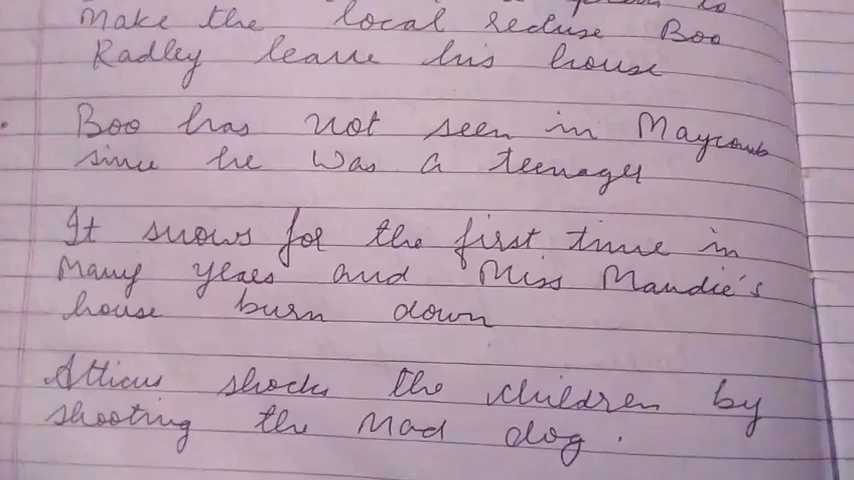 to
Make the local recluse Boo
Radley leave his house
Boo has not seen in Maycomb
since he was a teenager
It snows for the first time in
Many years and Miss Maudie's
house burn down
Atticus shocks the children by
shooting the Mad dog.